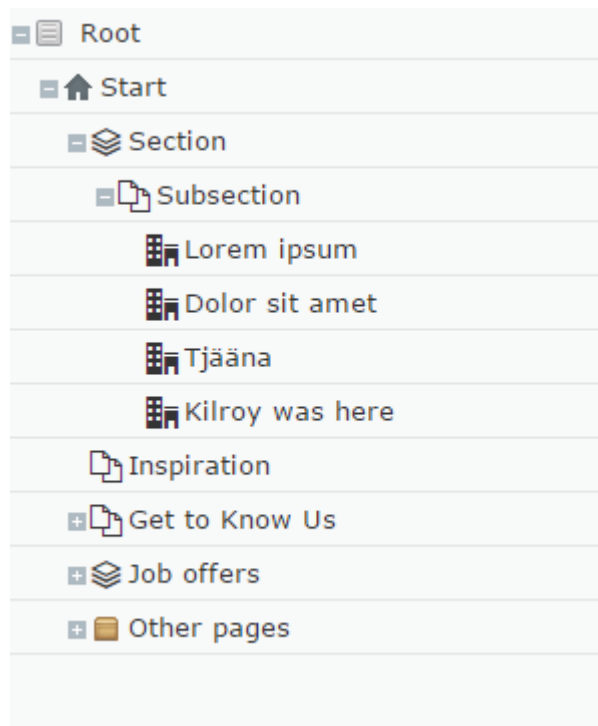 Root
Start
Section
Subsection
Lorem ipsum
Dolor sit amet
Tjääna
Kilroy was here
Inspiration
Get to Know Us
Job offers
Other pages